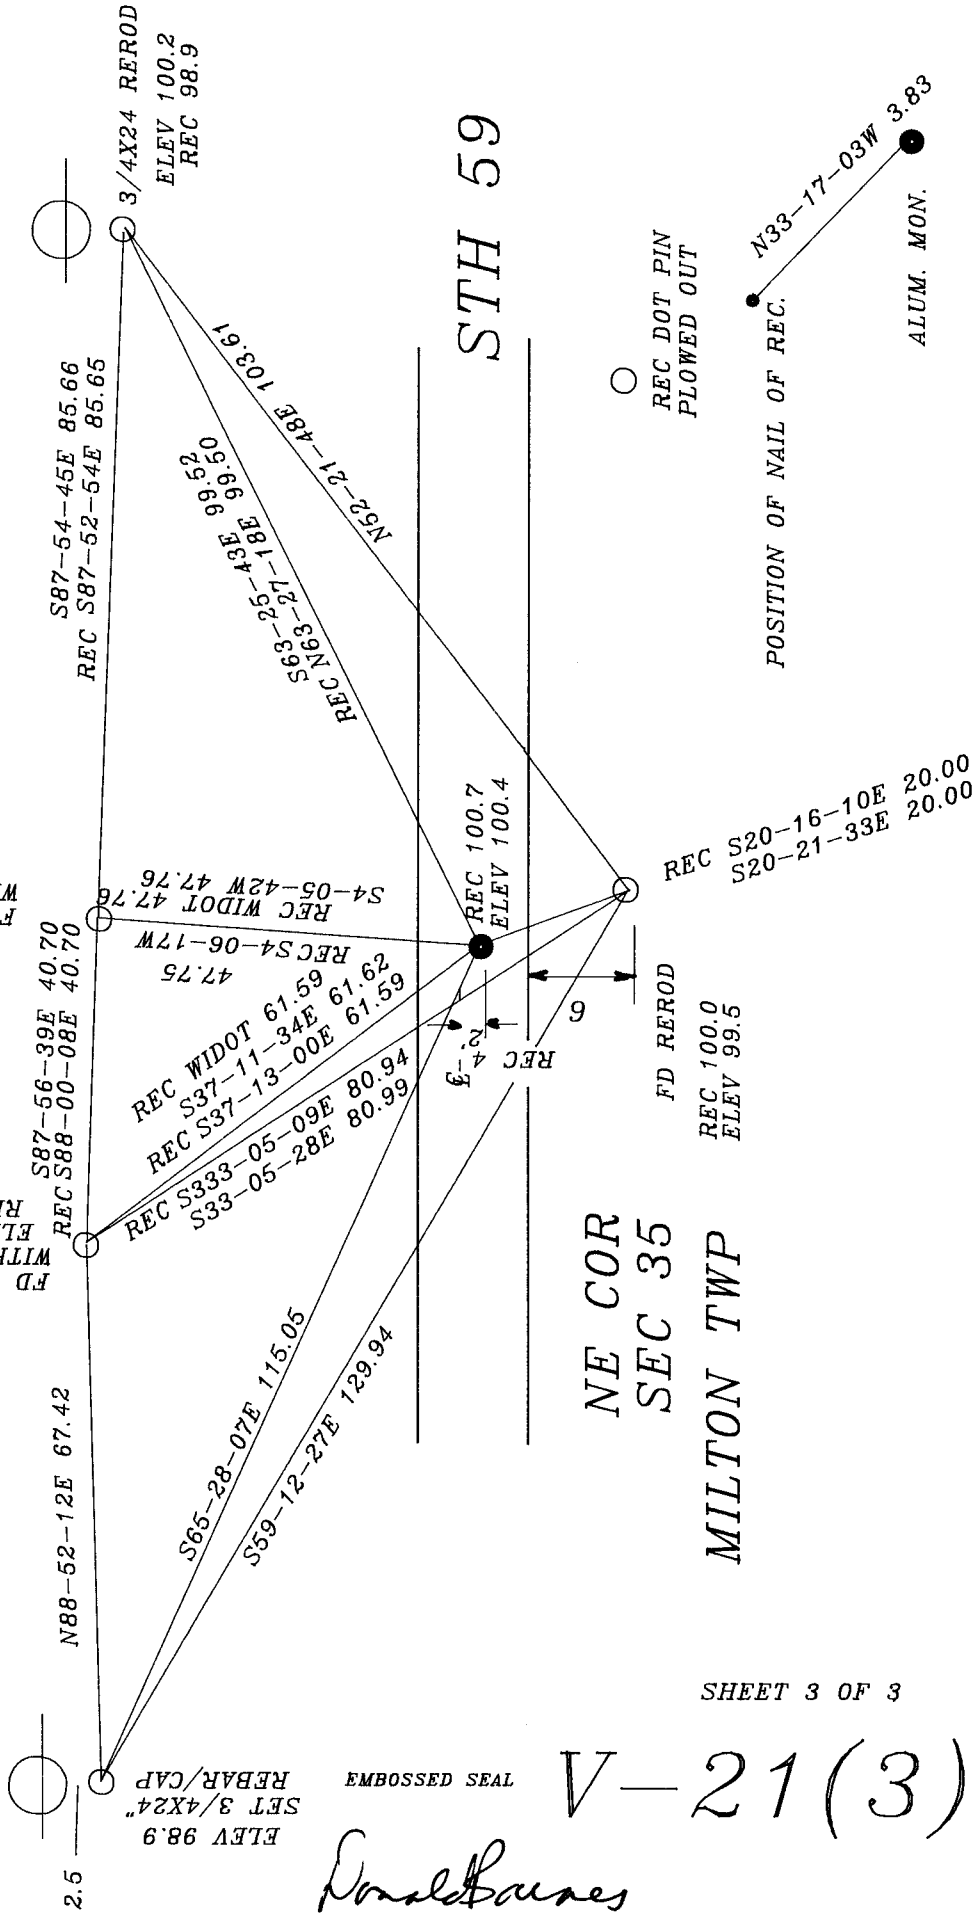 2.5
N88-52-12E 67.42
S87-56-39E 40.70
REC S88-00-08E 40.70
S87-54-45E 85.66
REC S87-52-54E 85.65
3/4X24 REROD
ELEV 100.2
REC 98.9
FD
WITH
ELEV 98.9
SET 3/4X24"
REBAR/CAP
S65-28-07E 115.05
S59-12-27E 129.94
REC WIDOT 61.59
S37-11-34E 61.62
REC S37-13-00E 61.59
REC S333-05-09E 80.94
S33-05-28E 80.99
47.75
REC S4-06-17W
REC WIDOT 47.76
S4-05-42W 47.76
S63-25-43E 99.52
REC N63-27-18E 99.50
N52-21-48E 103.61
STH 59
REC 100.7
ELEV 100.4
REC 4'
2'
REC
9
REC S20-16-10E 20.00
S20-21-33E 20.00
FD REROD
REC 100.0
ELEV 99.5
REC DOT PIN
PLOWED OUT
N33-17-03W 3.83
POSITION OF NAIL OF REC.
ALUM. MON.
NE COR
SEC 35
MILTON TWP
SHEET 3 OF 3
EMBOSSED SEAL
V-21(3)
Donald Barnes